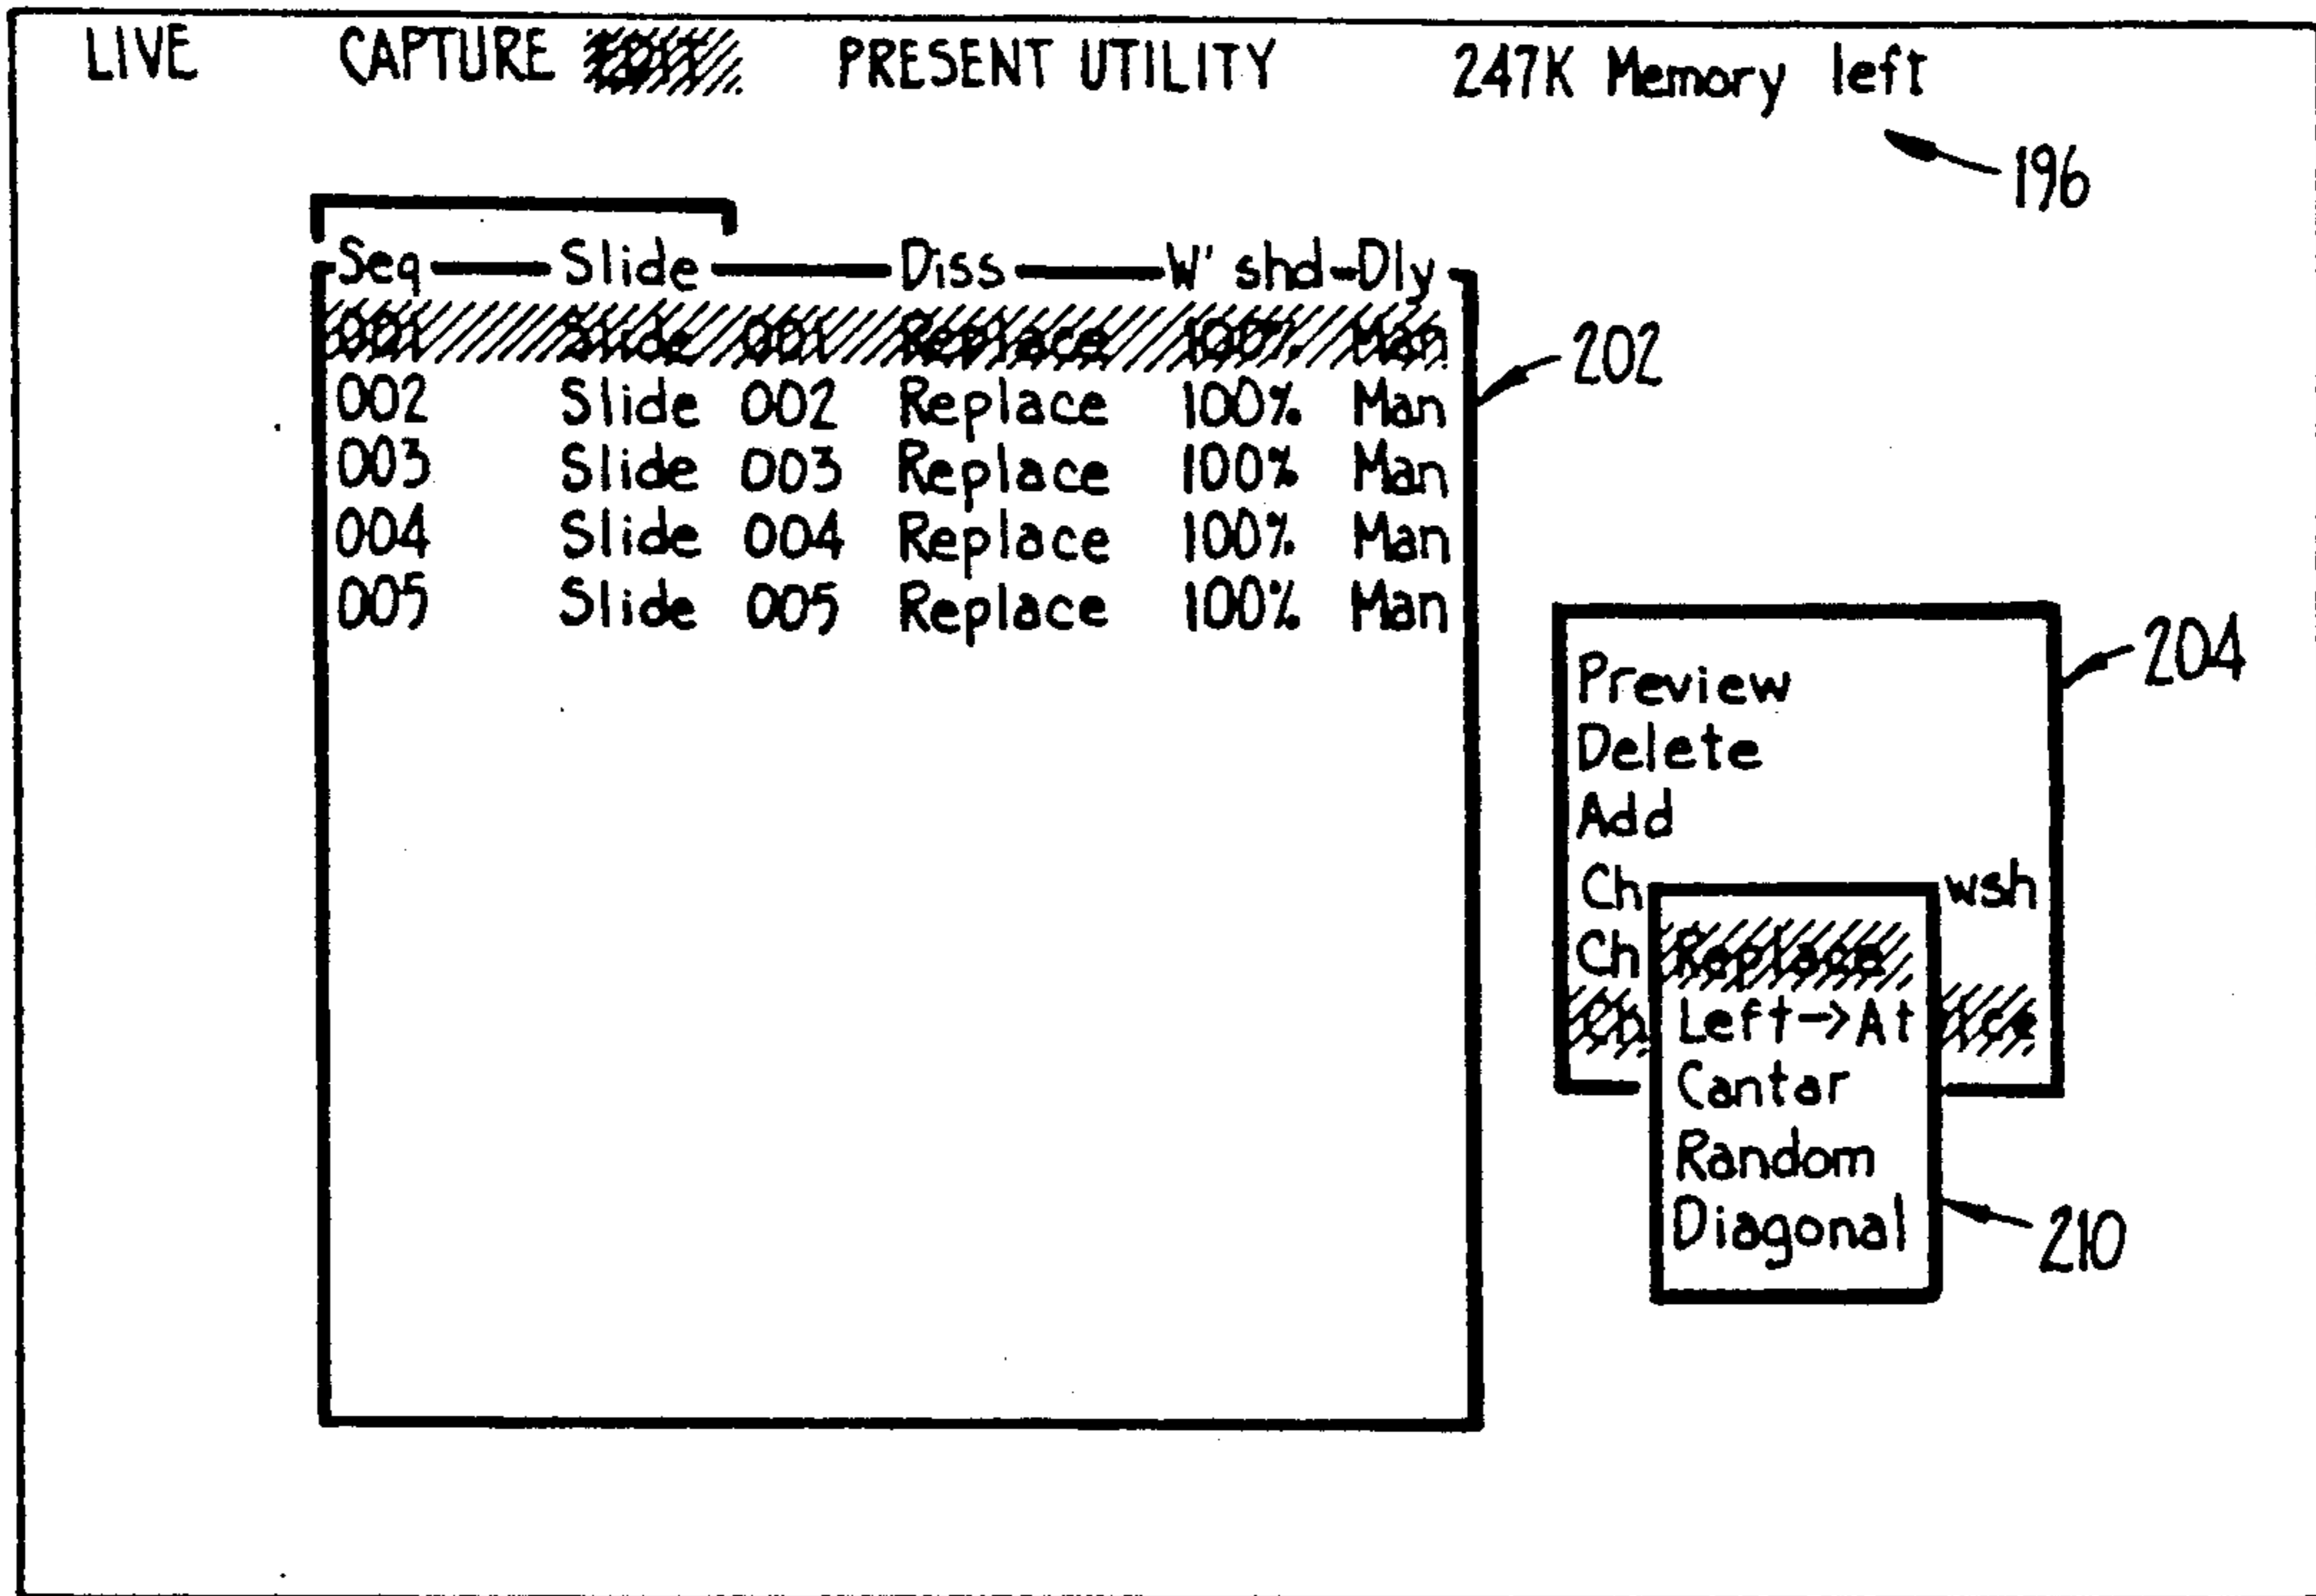 LIVE CAPTURE PRESENT UTILITY 247K Memory left
196
Seq Slide Diss W' shd Dly
001 Slide 001 Replace 100% Man
002 Slide 002 Replace 100% Man
003 Slide 003 Replace 100% Man
004 Slide 004 Replace 100% Man
005 Slide 005 Replace 100% Man
202
204
Preview
Delete
Add
Ch wsh
Ch
Left->At
Cantar
Random
Diagonal
210